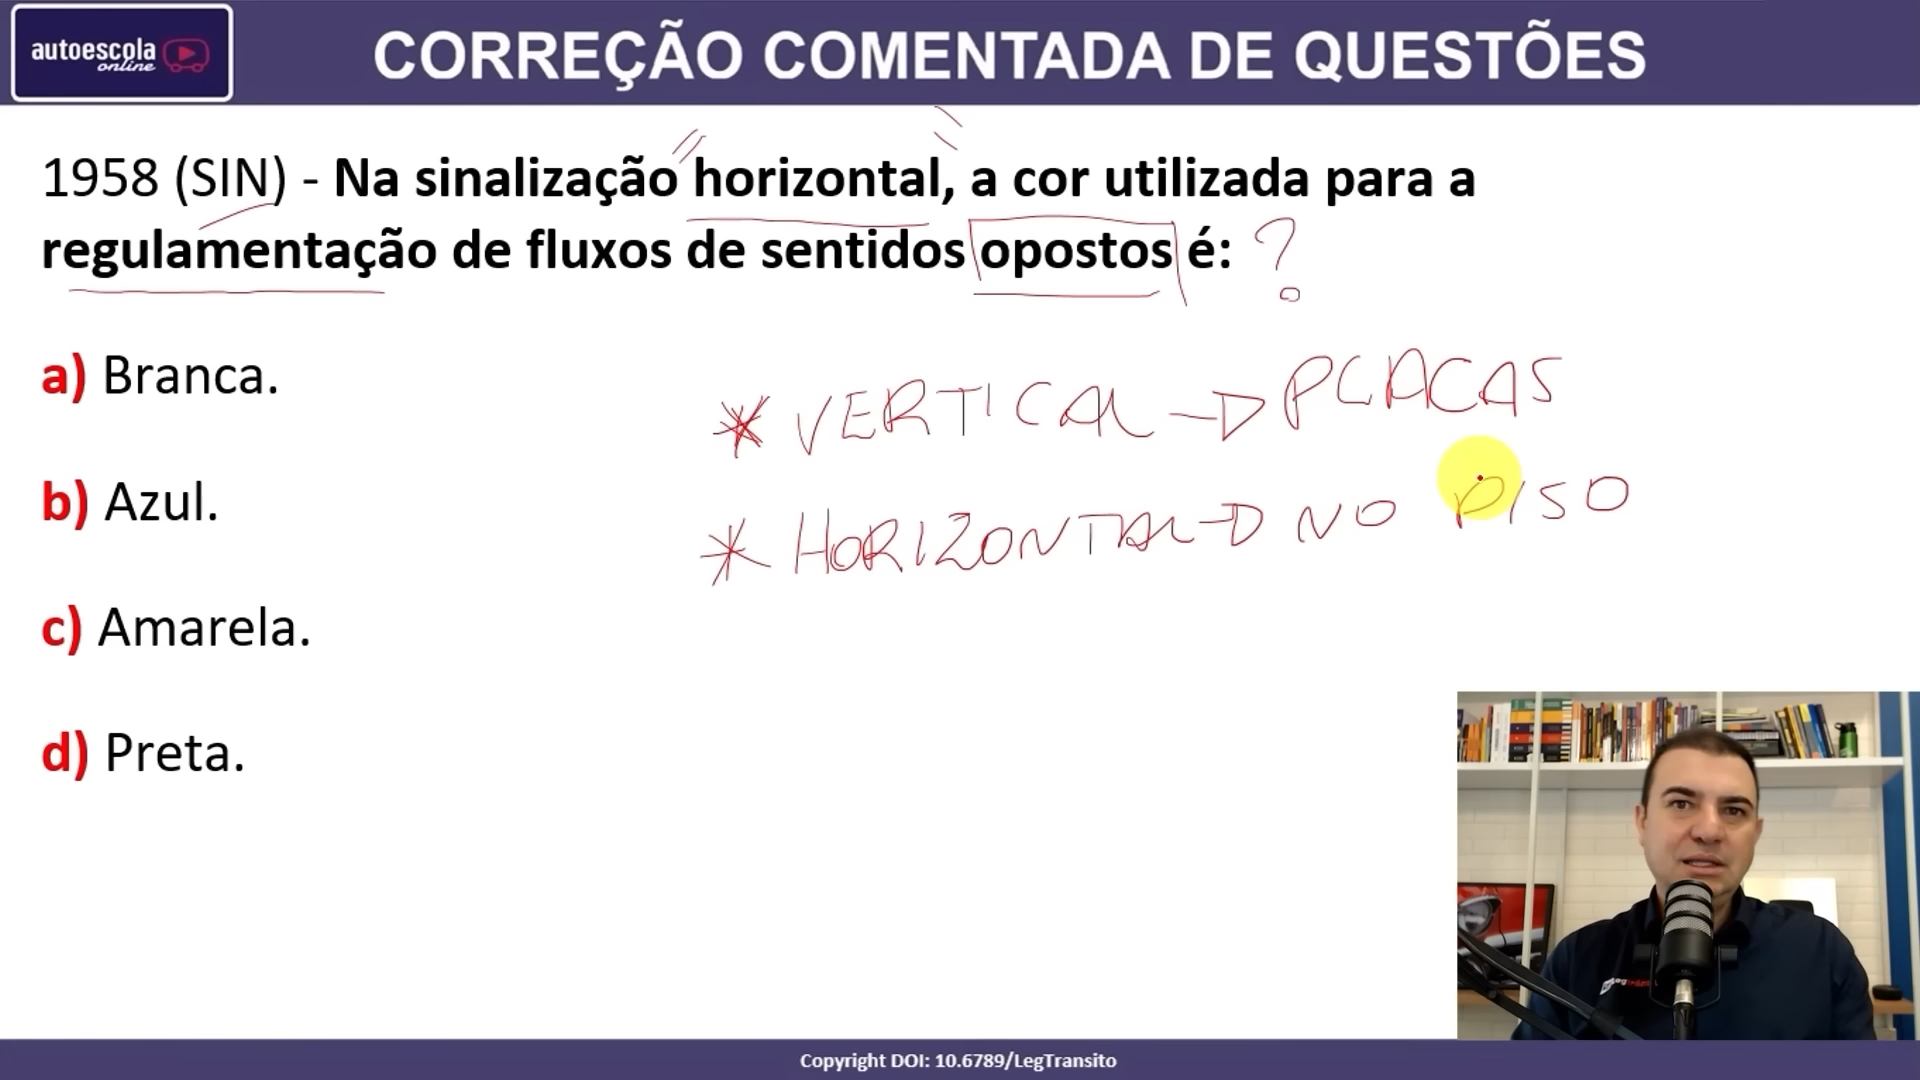 autoescola
online
CORREÇÃO COMENTADA DE QUESTÕES
1958 (SIN) - Na sinalização horizontal, a cor utilizada para a
regulamentação de fluxos de sentidos opostos é: ?
a) Branca.
* VERTICAL → PLACAS
b) Azul.
* HORIZONTAL → NO PISO
c) Amarela.
d) Preta.
Copyright DOI: 10.6789/LegTransito